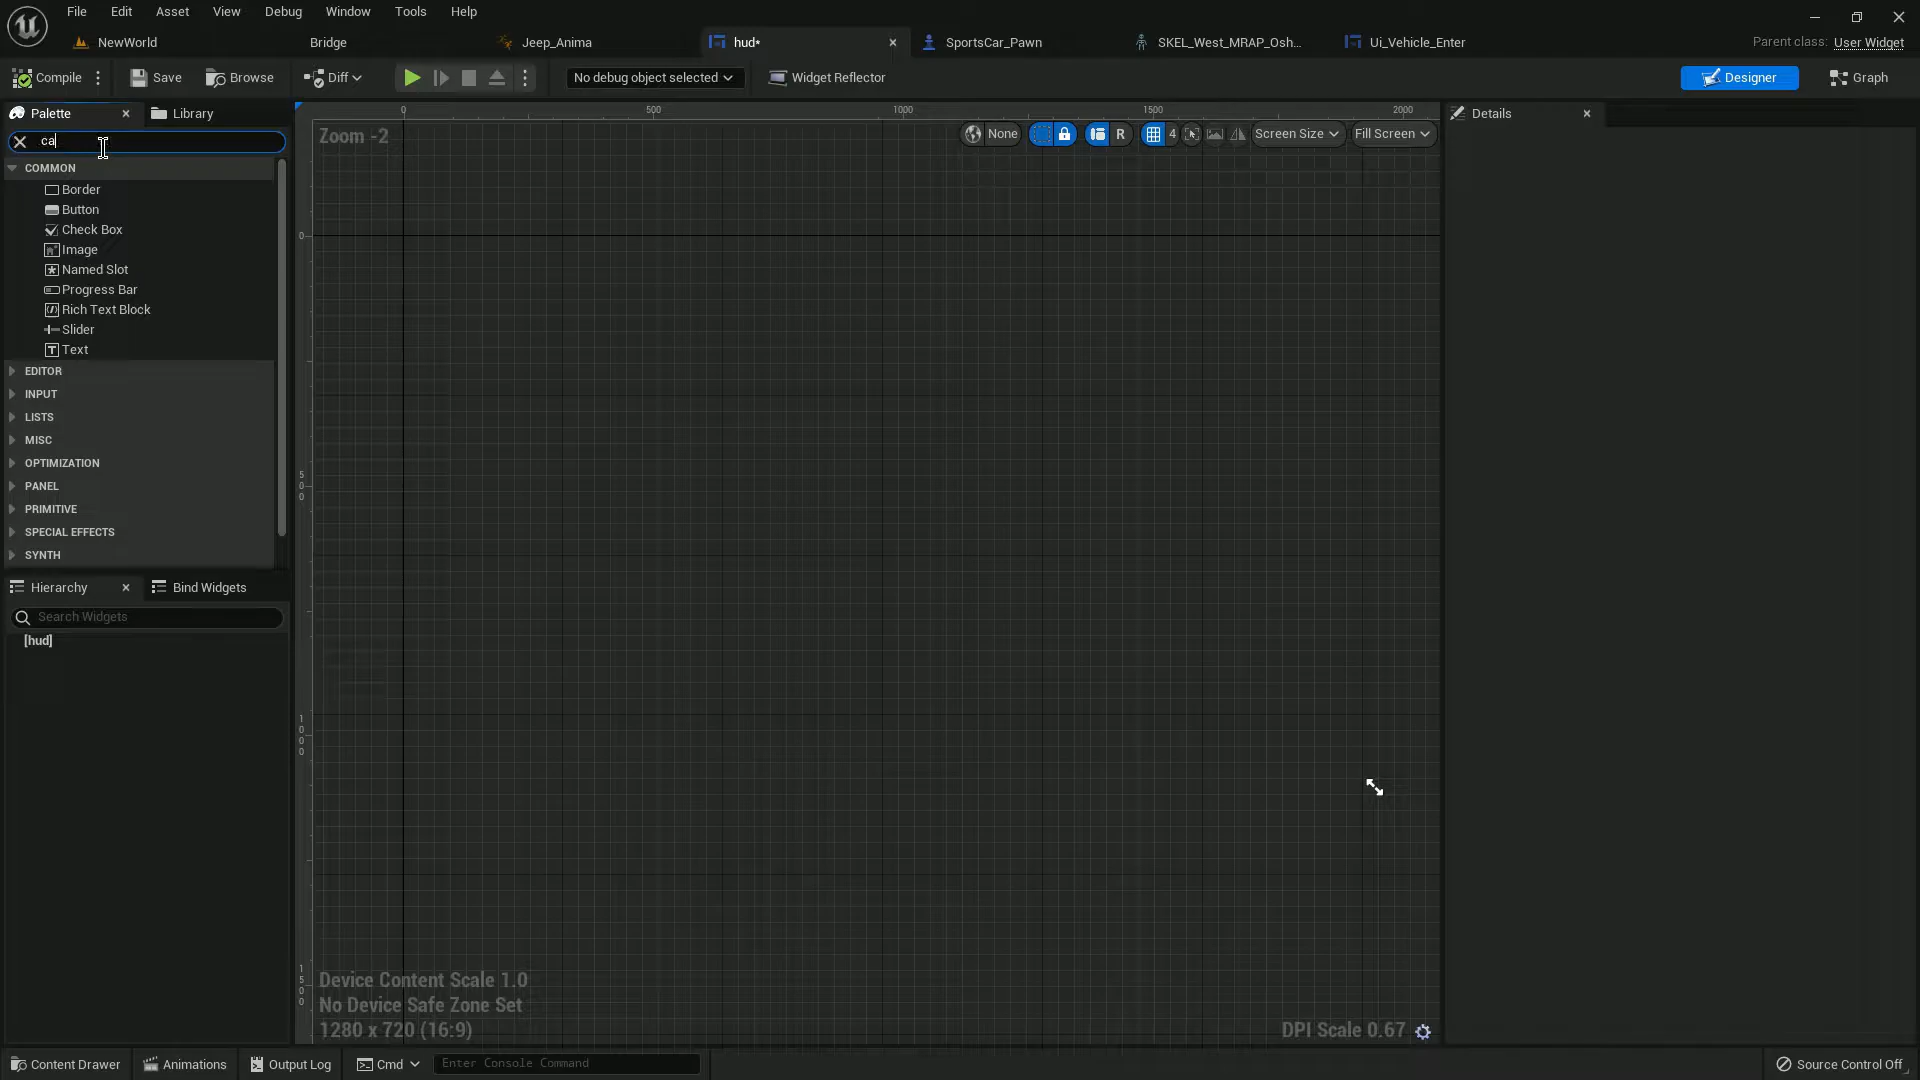 File Edit Asset View Debug Window Tools Help
NewWorld Bridge Jeep_Anima hud* SportsCar_Pawn SKEL_West_MRAP_Osh... Ui_Vehicle_Enter Parent class: User Widget
Compile Save Browse Diff No debug object selected Widget Reflector Designer Graph
Palette Library Details
0 500 1000 1500 2000
Zoom -2 None R 4 Screen Size Fill Screen
ca
COMMON
Border
Button
Check Box
Image
Named Slot
Progress Bar
Rich Text Block
Slider
Text
EDITOR
INPUT
LISTS
MISC
OPTIMIZATION
PANEL
PRIMITIVE
SPECIAL EFFECTS
SYNTH
0
500
1000
1500
Hierarchy Bind Widgets
Search Widgets
[hud]
Device Content Scale 1.0
No Device Safe Zone Set
1280 x 720 (16:9) DPI Scale 0.67
Content Drawer Animations Output Log Cmd Enter Console Command Source Control Off